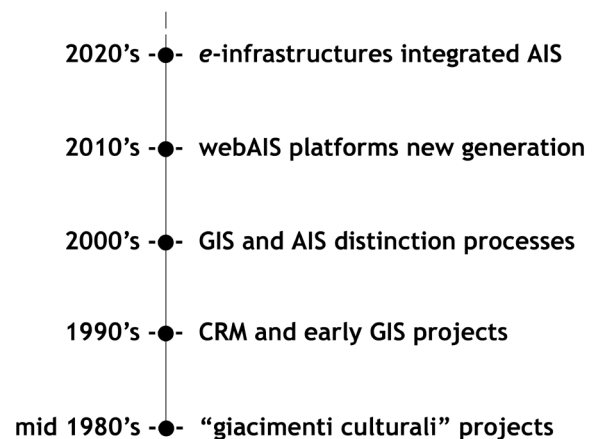 2020’s e-infrastructures integrated AIS
2010’s webAIS platforms new generation
2000’s GIS and AIS distinction processes
1990’s CRM and early GIS projects
mid 1980’s “giacimenti culturali” projects